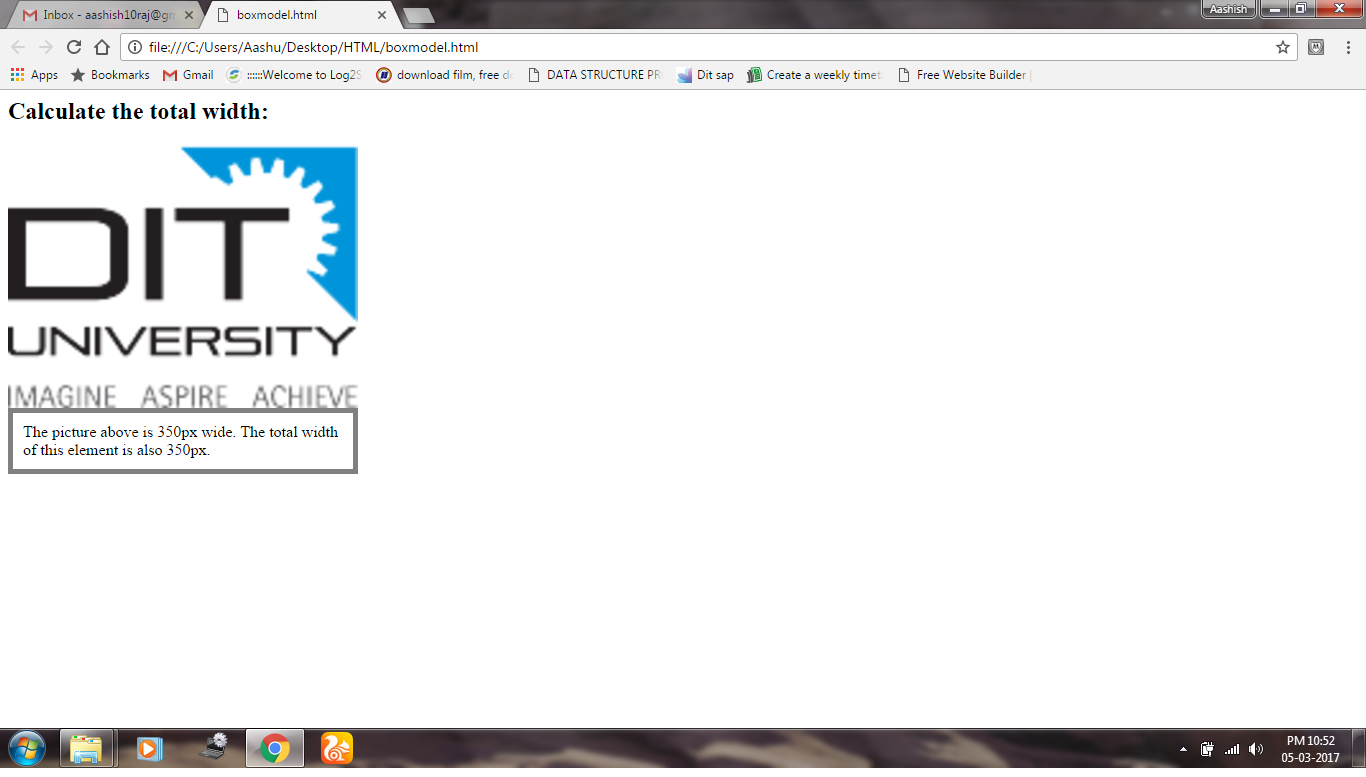 Inbox - aashish10raj@gm
boxmodel.html
Aashish
file:///C:/Users/Aashu/Desktop/HTML/boxmodel.html
Apps
Bookmarks
Gmail
::::::Welcome to Log2S
download film, free do
DATA STRUCTURE PR
Dit sap
Create a weekly timet
Free Website Builder |
Calculate the total width:
DIT
UNIVERSITY
IMAGINE ASPIRE ACHIEVE
The picture above is 350px wide. The total width
of this element is also 350px.
PM 10:52
05-03-2017